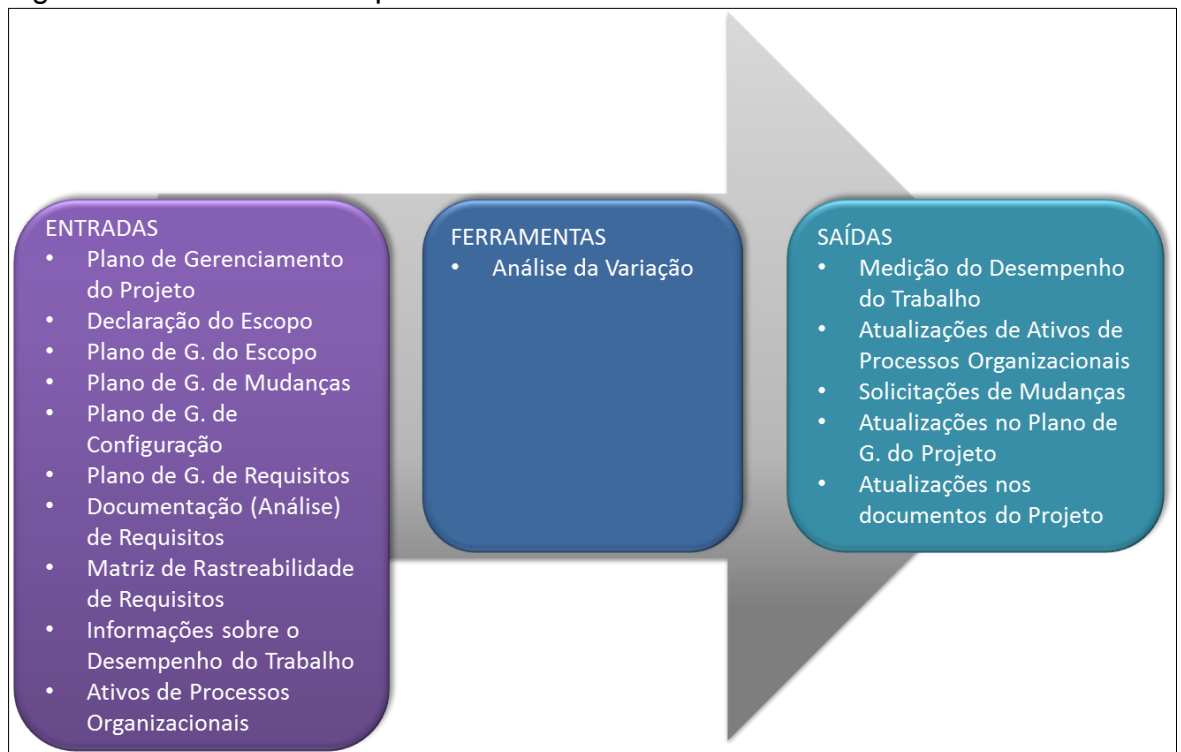 ENTRADAS
• Plano de Gerenciamento
do Projeto
• Declaração do Escopo
• Plano de G. do Escopo
• Plano de G. de Mudanças
• Plano de G. de
Configuração
• Plano de G. de Requisitos
• Documentação (Análise)
de Requisitos
• Matriz de Rastreabilidade
de Requisitos
• Informações sobre o
Desempenho do Trabalho
• Ativos de Processos
Organizacionais
FERRAMENTAS
• Análise da Variação
SAÍDAS
• Medição do Desempenho
do Trabalho
• Atualizações de Ativos de
Processos Organizacionais
• Solicitações de Mudanças
• Atualizações no Plano de
G. do Projeto
• Atualizações nos
documentos do Projeto